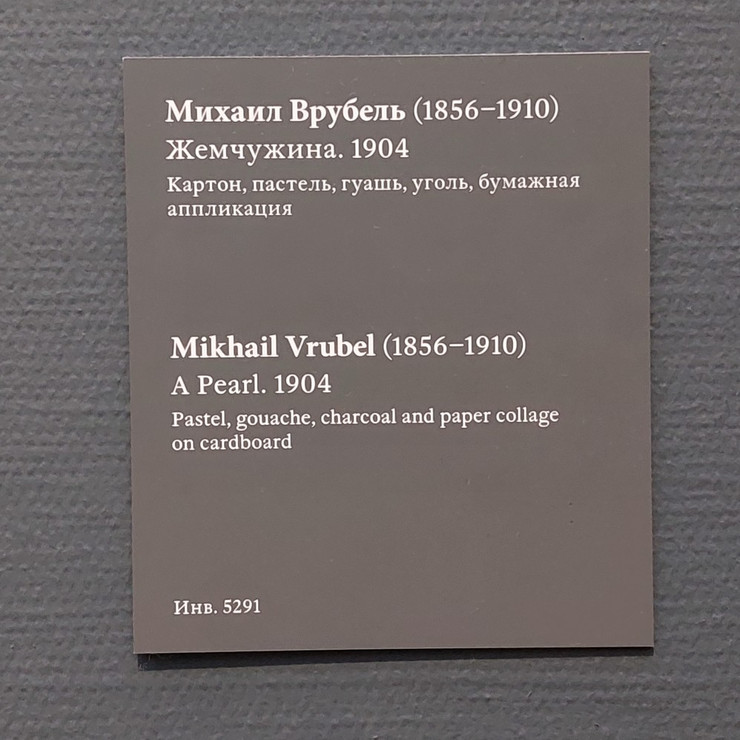 Михаил Врубель (1856–1910)
Жемчужина. 1904
Картон, пастель, гуашь, уголь, бумажная
аппликация
Mikhail Vrubel (1856–1910)
A Pearl. 1904
Pastel, gouache, charcoal and paper collage
on cardboard
Инв. 5291